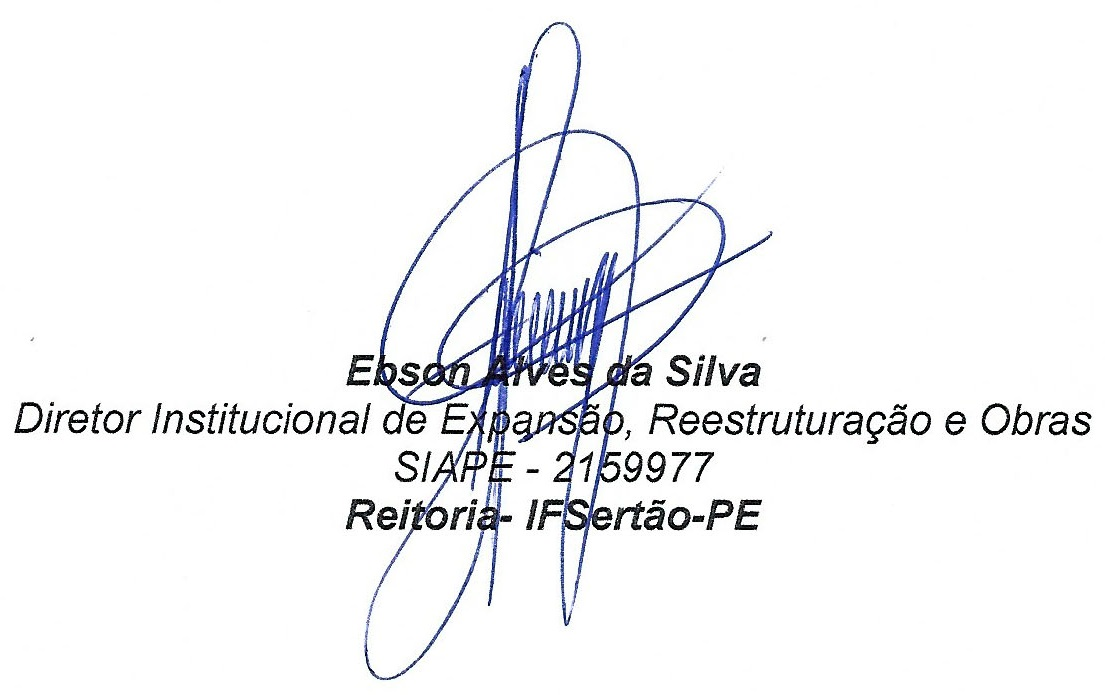 Ebson Alves da Silva
Diretor Institucional de Expansão, Reestruturação e Obras
SIAPE - 2159977
Reitoria- IFSertão-PE